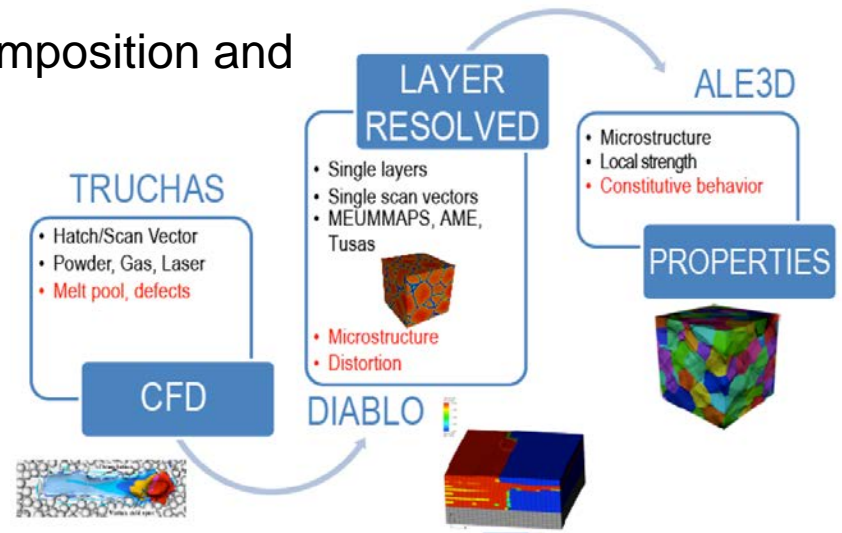 mposition and
TRUCHAS
• Hatch/Scan Vector
• Powder, Gas, Laser
• Melt pool, defects
CFD
LAYER
RESOLVED
• Single layers
• Single scan vectors
• MEUMMAPS, AME,
Tusas
• Microstructure
• Distortion
DIABLO
ALE3D
• Microstructure
• Local strength
• Constitutive behavior
PROPERTIES